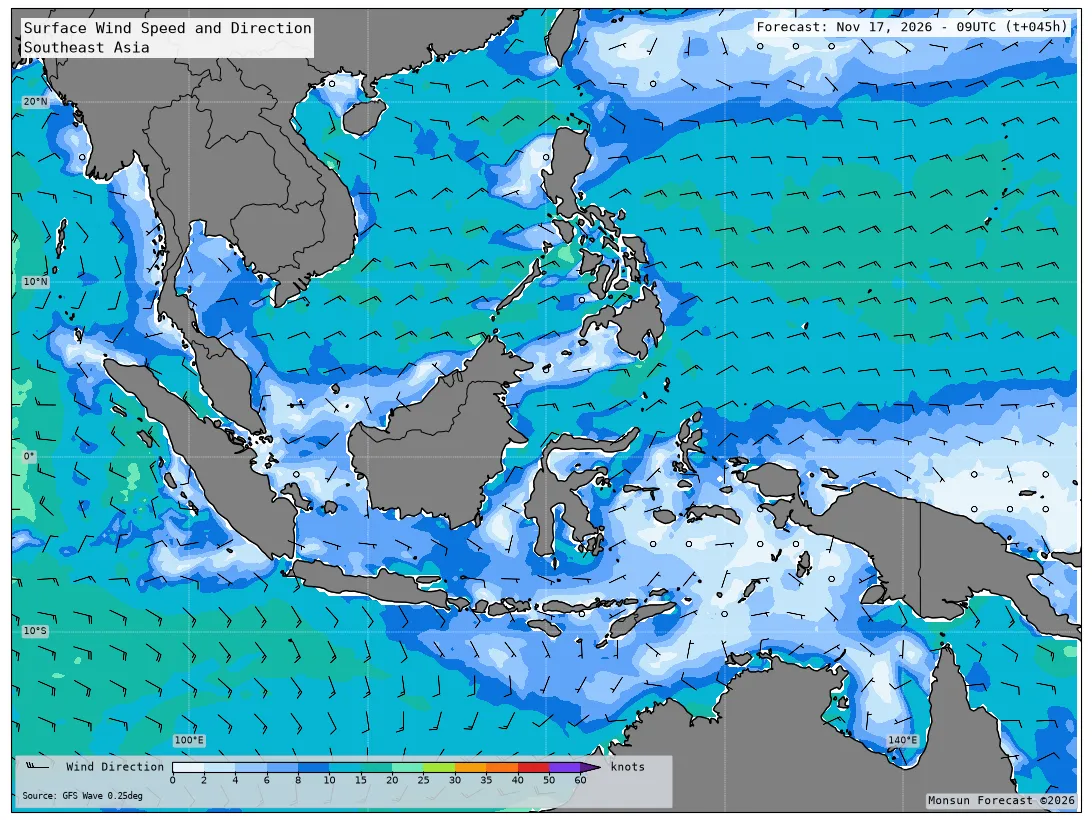 Surface Wind Speed and Direction
Southeast Asia
Forecast: Nov 17, 2026 - 09UTC (t+045h)
20°N
10°N
0°
10°S
100°E
140°E
Wind Direction
0 2 4 6 8 10 15 20 25 30 35 40 50 60
knots
Source: GFS Wave 0.25deg
Monsun Forecast ©2026